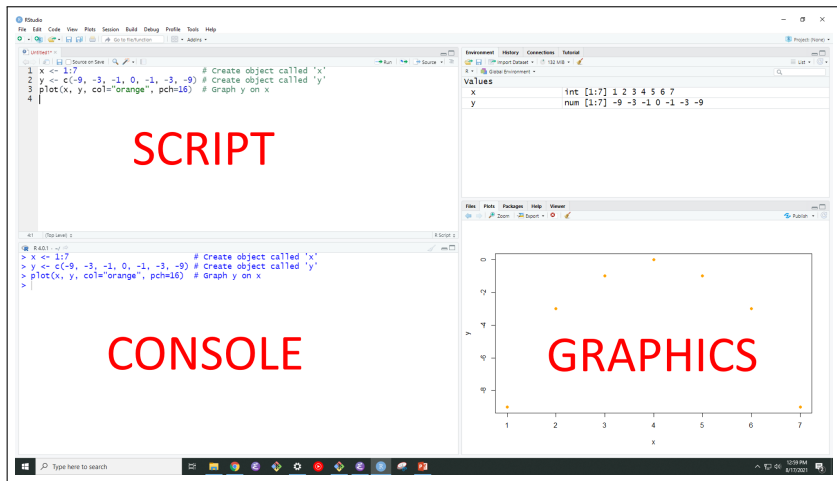 RStudio
File Edit Code View Plots Session Build Debug Profile Tools Help
Go to file/function Addins Project: (None)
Untitled1*
Source on Save Run Source
1 x <- 1:7 # Create object called 'x'
2 y <- c(-9, -3, -1, 0, -1, -3, -9) # Create object called 'y'
3 plot(x, y, col="orange", pch=16) # Graph y on x
4
SCRIPT
4:1 (Top Level) R Script
R 4.0.1 · ~/
> x <- 1:7 # Create object called 'x'
> y <- c(-9, -3, -1, 0, -1, -3, -9) # Create object called 'y'
> plot(x, y, col="orange", pch=16) # Graph y on x
>
CONSOLE
Environment History Connections Tutorial
Import Dataset 132 MiB List
R Global Environment
Values
x int [1:7] 1 2 3 4 5 6 7
y num [1:7] -9 -3 -1 0 -1 -3 -9
Files Plots Packages Help Viewer
Zoom Export Publish
0
-2
-4
-6
-8
y
GRAPHICS
1 2 3 4 5 6 7
x
Type here to search
12:59 PM
8/17/2021